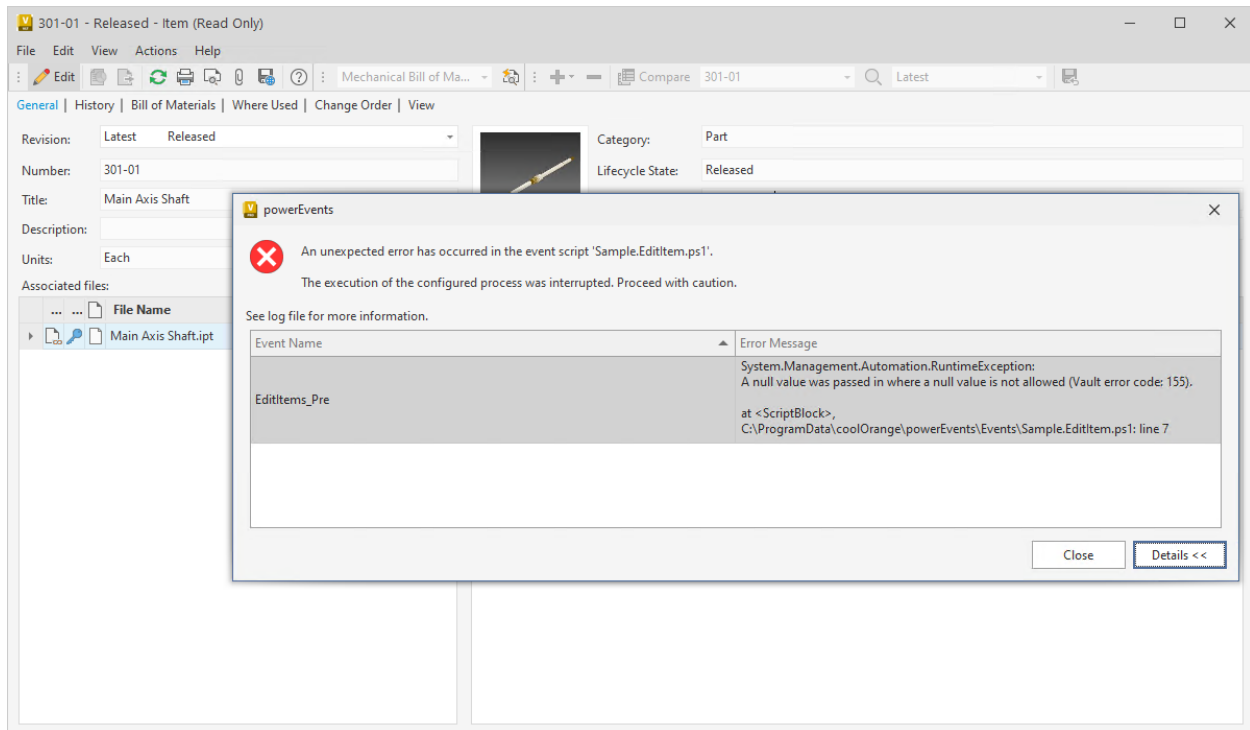 301-01 - Released - Item (Read Only)
File Edit View Actions Help
Edit Mechanical Bill of Ma... Compare 301-01 Latest
General | History | Bill of Materials | Where Used | Change Order | View
Revision: Latest Released
Category: Part
Number: 301-01
Lifecycle State: Released
Title: Main Axis Shaft
Description:
Units: Each
Associated files:
... ... File Name
Main Axis Shaft.ipt
powerEvents
An unexpected error has occurred in the event script 'Sample.EditItem.ps1'.
The execution of the configured process was interrupted. Proceed with caution.
See log file for more information.
Event Name Error Message
EditItems_Pre
System.Management.Automation.RuntimeException:
A null value was passed in where a null value is not allowed (Vault error code: 155).
at <ScriptBlock>,
C:\ProgramData\coolOrange\powerEvents\Events\Sample.EditItem.ps1: line 7
Close Details <<